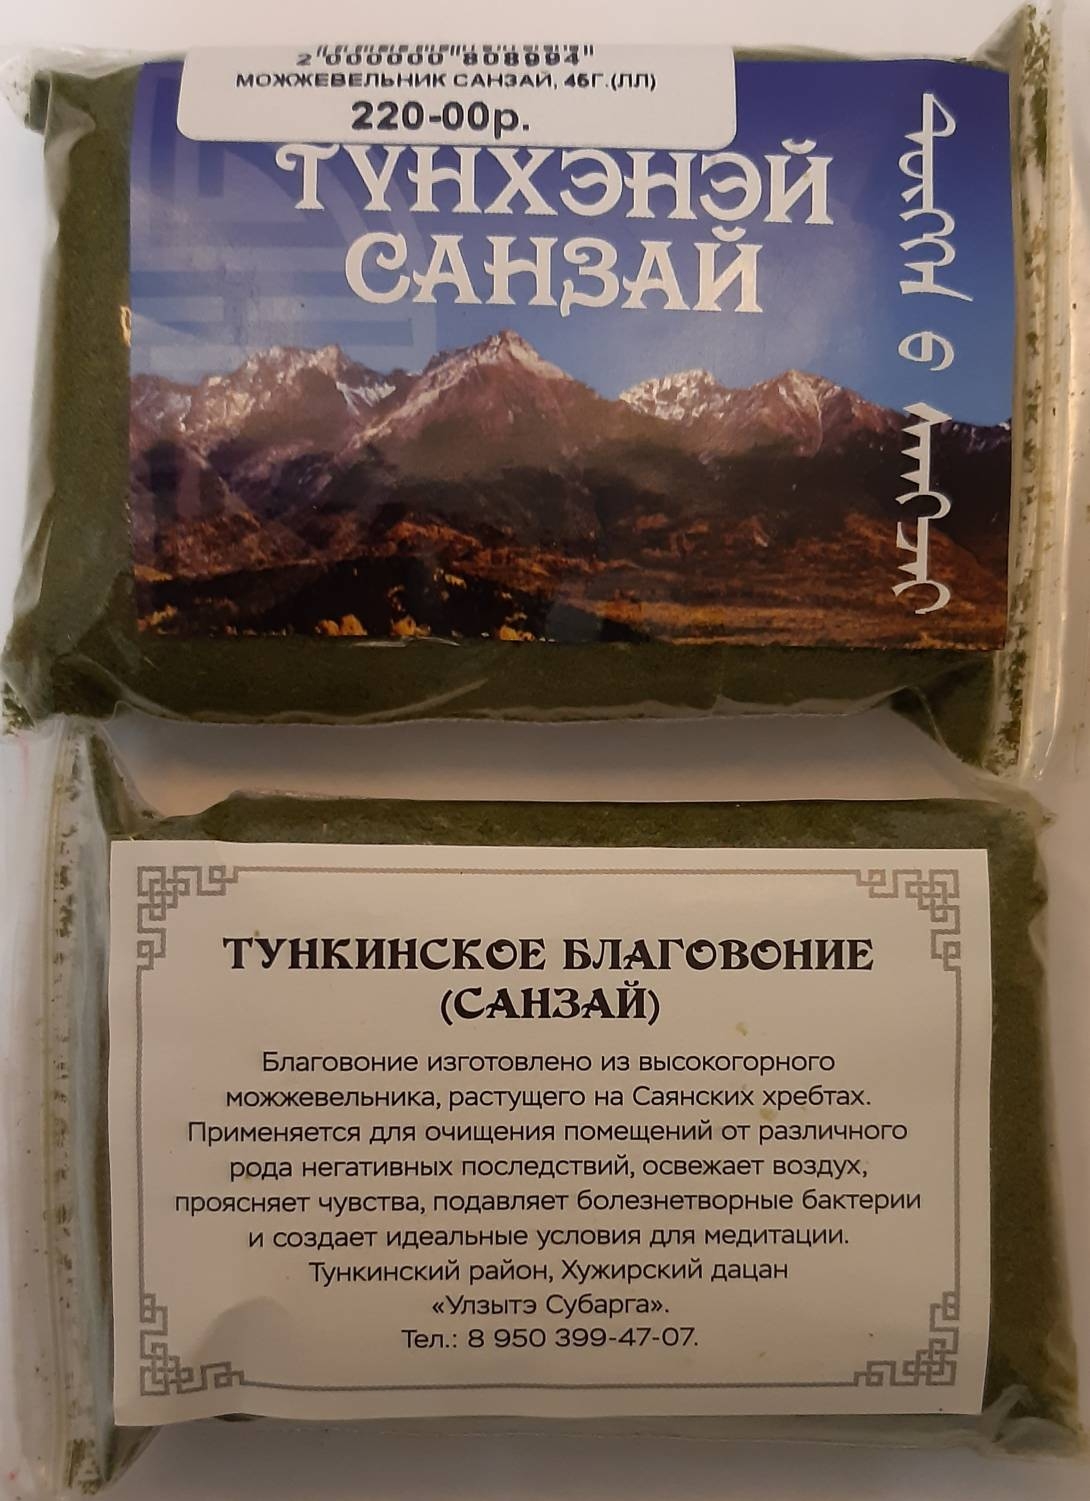 2 000000 808994
МОЖЖЕВЕЛЬНИК САНЗАЙ, 45Г.(ЛЛ)
220-00р.
ТҮНХЭНЭЙ
САНЗАЙ
ТУНКИНСКОЕ БЛАГОВОНИЕ
(САНЗАЙ)
Благовоние изготовлено из высокогорного
можжевельника, растущего на Саянских хребтах.
Применяется для очищения помещений от различного
рода негативных последствий, освежает воздух,
проясняет чувства, подавляет болезнетворные бактерии
и создает идеальные условия для медитации.
Тункинский район, Хужирский дацан
«Улзытэ Субарга».
Тел.: 8 950 399-47-07.